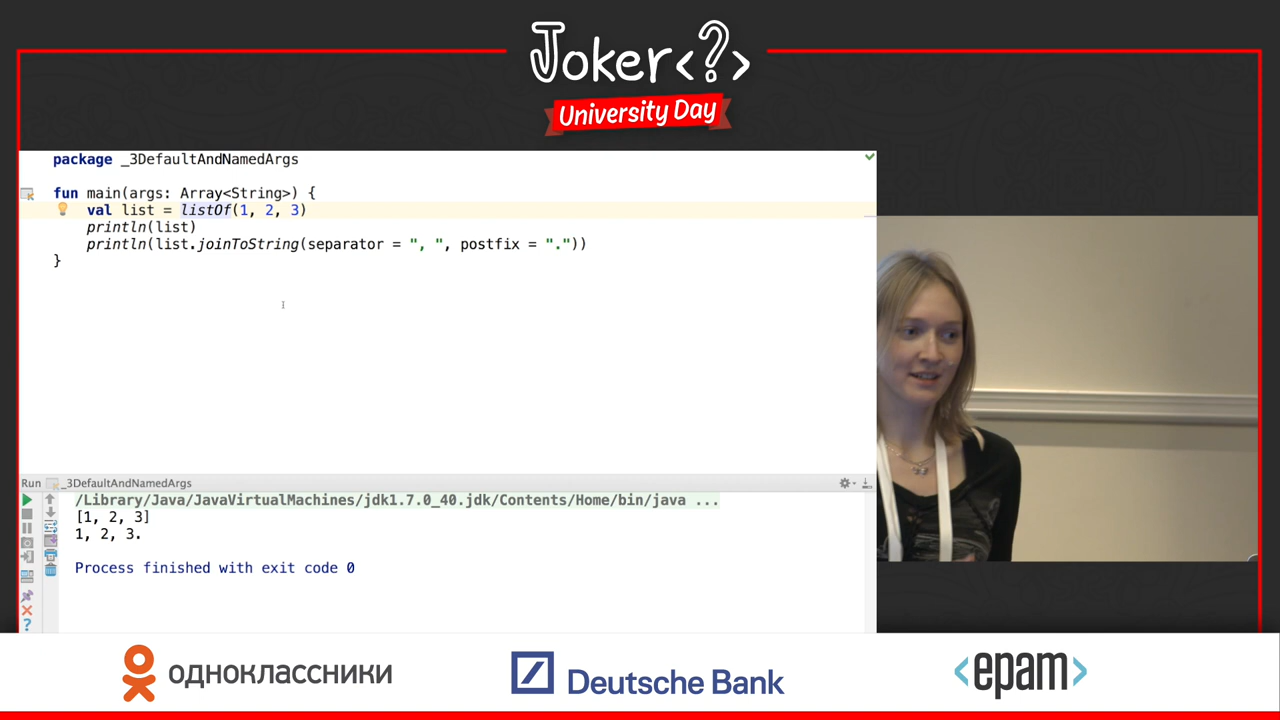 Joker<?>
University Day
package _3DefaultAndNamedArgs
fun main(args: Array<String>) {
val list = listOf(1, 2, 3)
println(list)
println(list.joinToString(separator = ", ", postfix = "."))
}
Run _3DefaultAndNamedArgs
/Library/Java/JavaVirtualMachines/jdk1.7.0_40.jdk/Contents/Home/bin/java ...
[1, 2, 3]
1, 2, 3.
Process finished with exit code 0
одноклассники
Deutsche Bank
<epam>